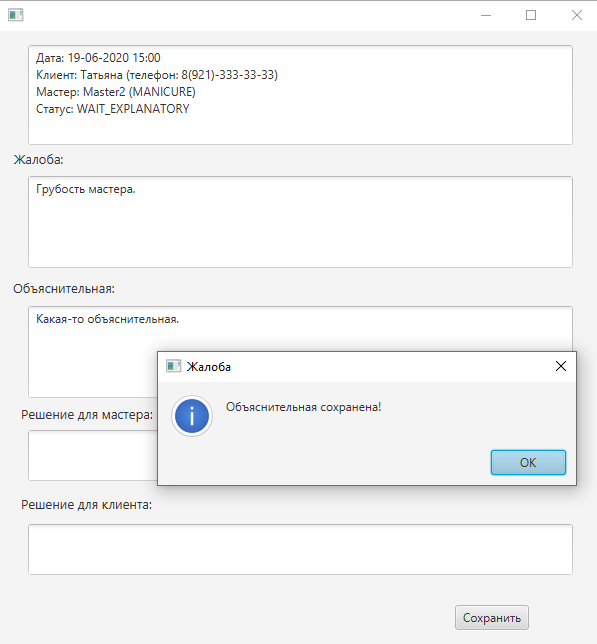 Дата: 19-06-2020 15:00
Клиент: Татьяна (телефон: 8(921)-333-33-33)
Мастер: Master2 (MANICURE)
Статус: WAIT_EXPLANATORY
Жалоба:
Грубость мастера.
Объяснительная:
Какая-то объяснительная.
Жалоба
Объяснительная сохранена!
OK
Решение для мастера:
Решение для клиента:
Сохранить